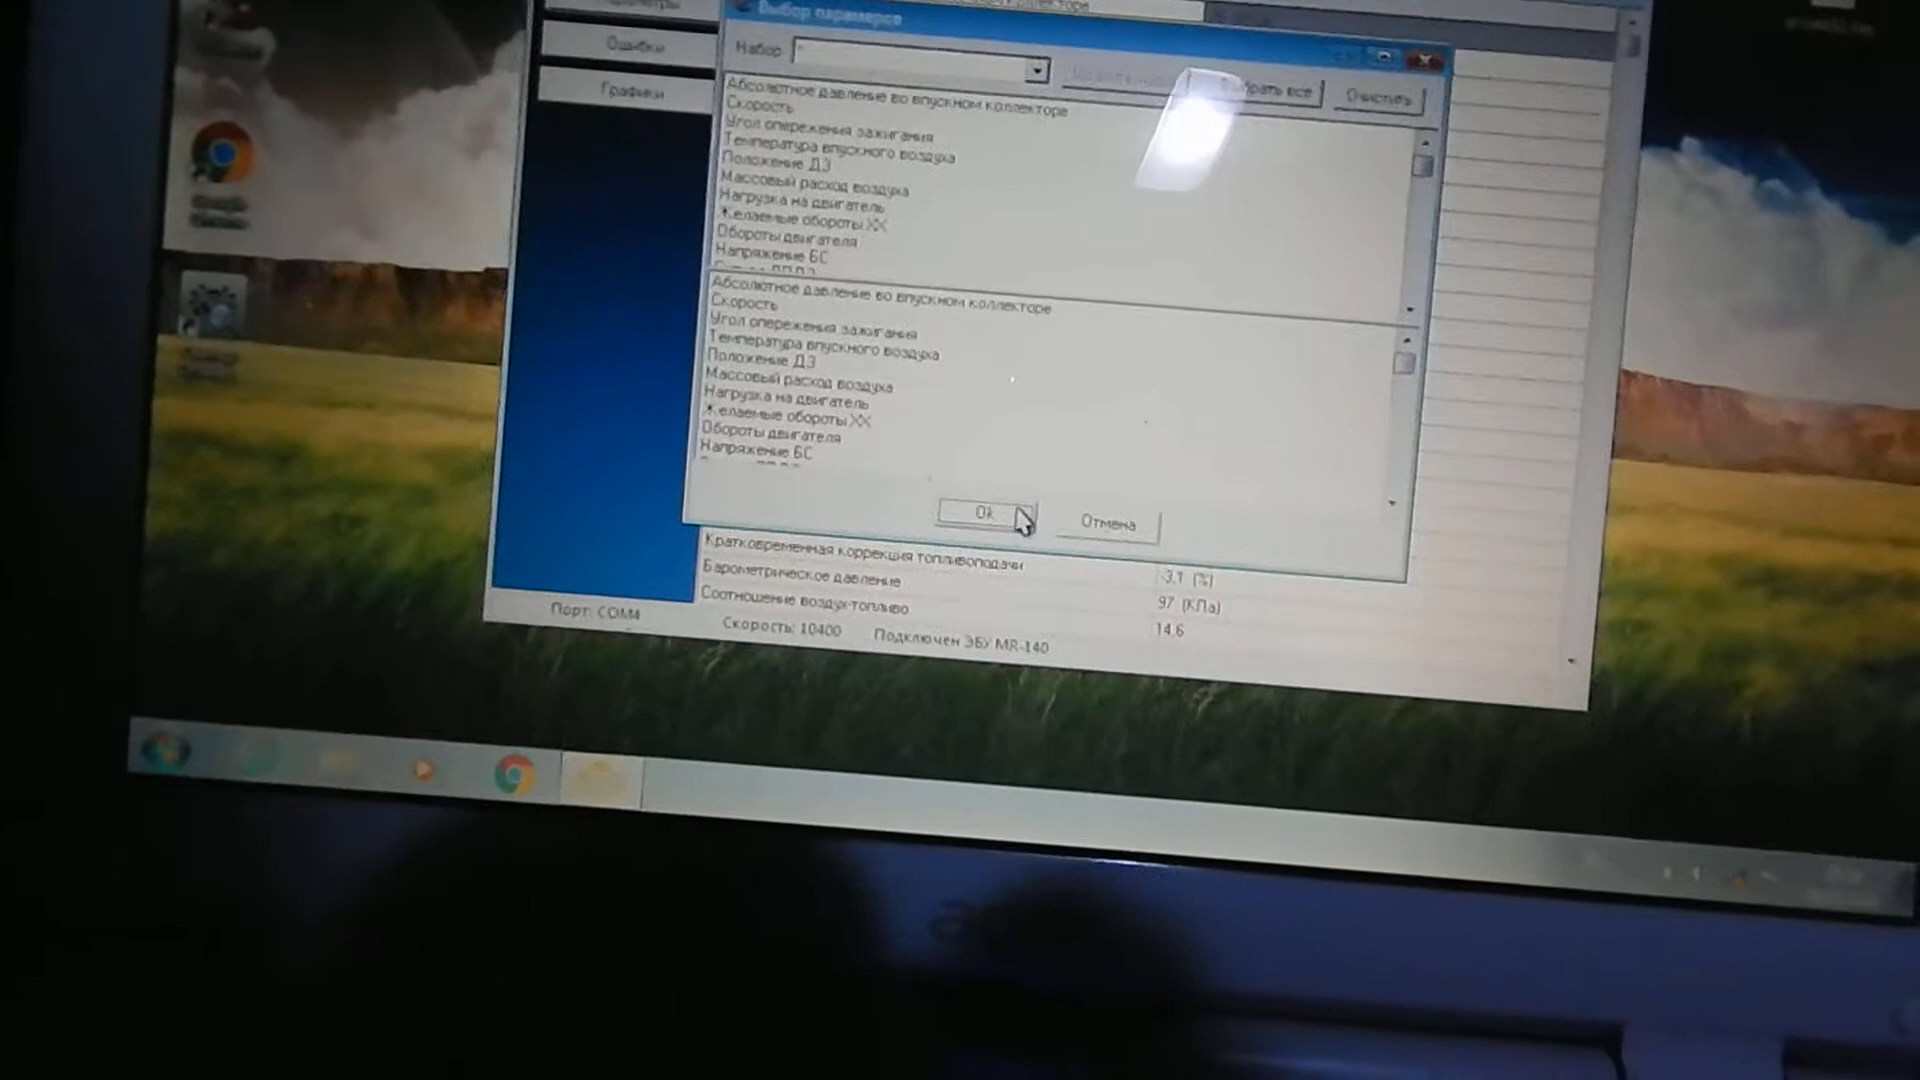 Параметры
Выбор параметров
Ошибки
Графики
Набор
Выбрать все
Очистить
Абсолютное давление во впускном коллекторе
Скорость
Угол опережения зажигания
Температура впускного воздуха
Положение ДЗ
Массовый расход воздуха
Нагрузка на двигатель
Желаемые обороты ХХ
Обороты двигателя
Напряжение БС
Абсолютное давление во впускном коллекторе
Скорость
Угол опережения зажигания
Температура впускного воздуха
Положение ДЗ
Массовый расход воздуха
Нагрузка на двигатель
Желаемые обороты ХХ
Обороты двигателя
Напряжение БС
Ok
Отмена
Кратковременная коррекция топливоподачи
-3,1 (%)
Барометрическое давление
97 (КПа)
Соотношение воздух-топливо
14.6
Порт: COM4
Скорость: 10400
Подключен ЭБУ MR-140